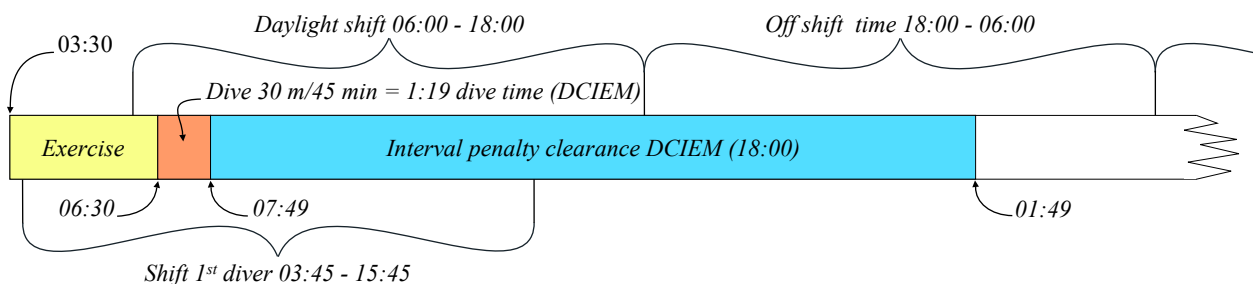 Daylight shift 06:00 - 18:00
Off shift time 18:00 - 06:00
03:30
Dive 30 m/45 min = 1:19 dive time (DCIEM)
Exercise
Interval penalty clearance DCIEM (18:00)
06:30
07:49
01:49
Shift 1st diver 03:45 - 15:45